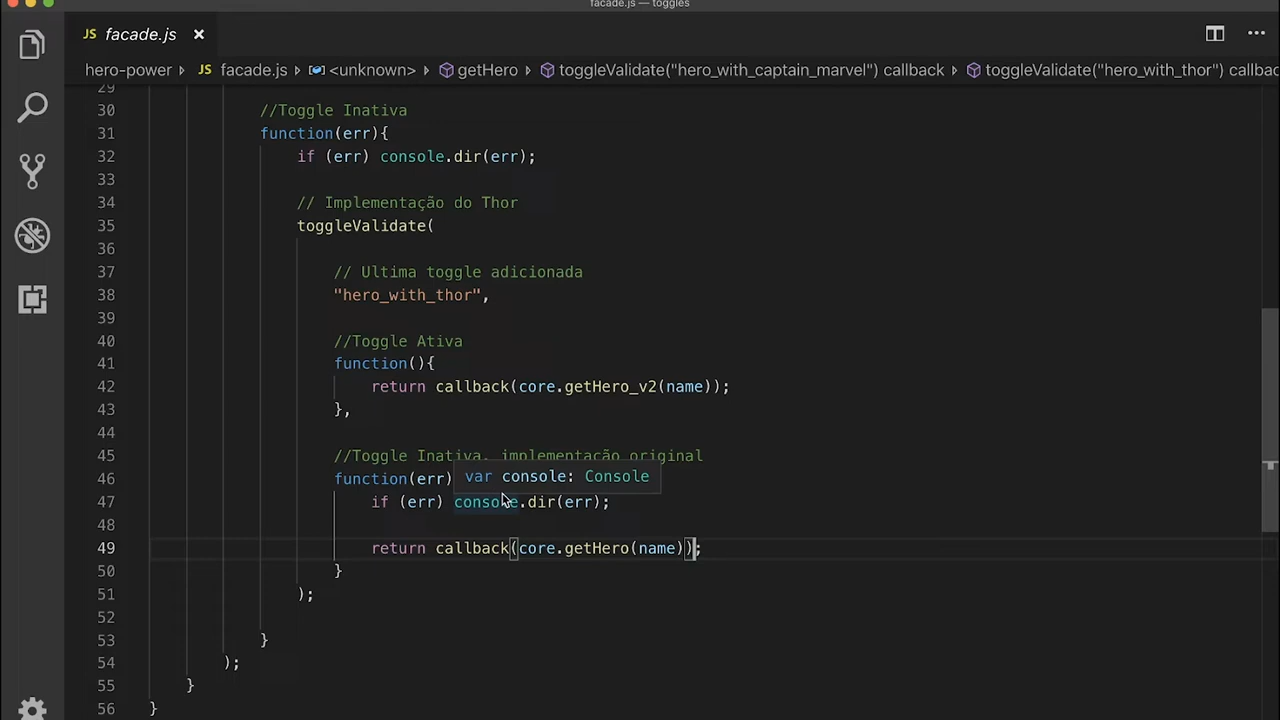 facade.js — toggles
JS facade.js ×
hero-power JS facade.js <unknown> getHero toggleValidate("hero_with_captain_marvel") callback toggleValidate("hero_with_thor") callbac
29
30 //Toggle Inativa
31 function(err){
32 if (err) console.dir(err);
33
34 // Implementação do Thor
35 toggleValidate(
36
37 // Ultima toggle adicionada
38 "hero_with_thor",
39
40 //Toggle Ativa
41 function(){
42 return callback(core.getHero_v2(name));
43 },
44
45 //Toggle Inativa, implementação original
46 function(err)
var console: Console
47 if (err) console.dir(err);
48
49 return callback(core.getHero(name));
50 }
51 );
52
53 }
54 );
55 }
56 }